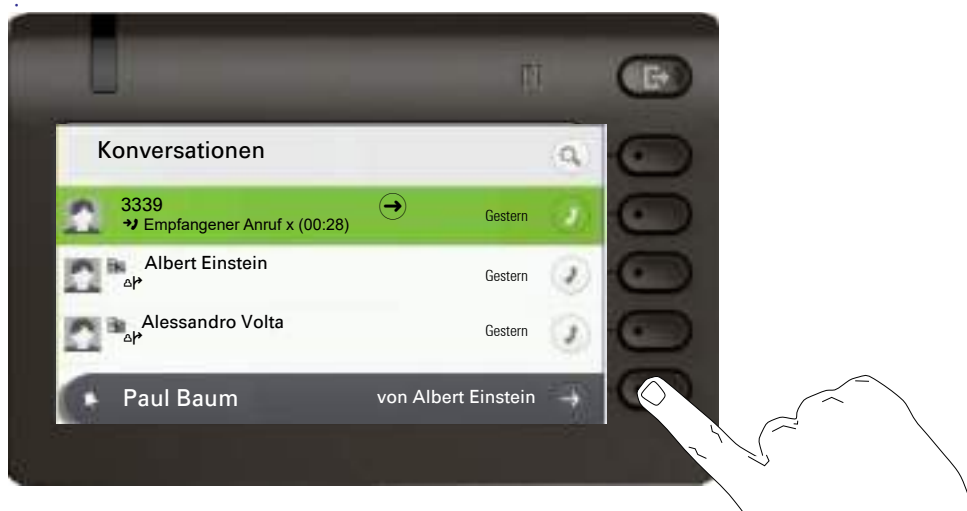 Konversationen
3339
Empfangener Anruf x (00:28)
Gestern
Albert Einstein
Gestern
Alessandro Volta
Gestern
Paul Baum
von Albert Einstein